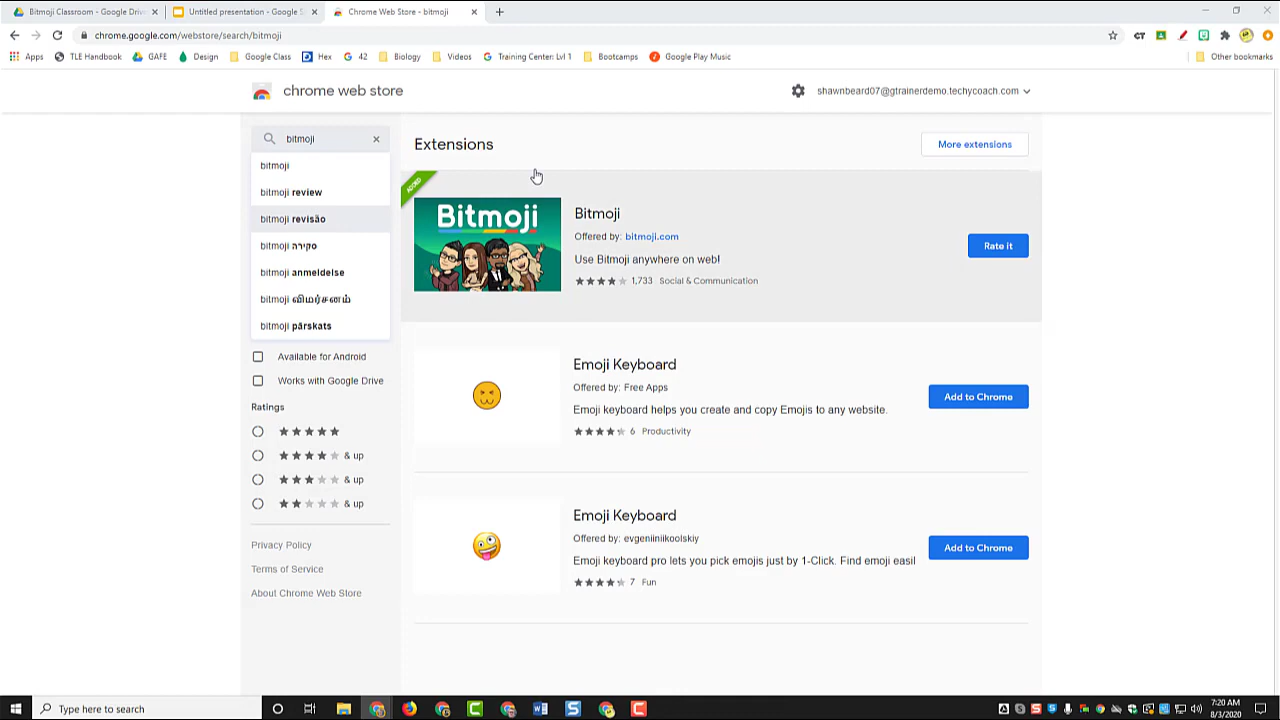 Bitmoji Classroom - Google Driv
Untitled presentation - Google S
Chrome Web Store - bitmoji
chrome.google.com/webstore/search/bitmoji
Apps
TLE Handbook
GAFE
Design
Google Class
Hex
42
Biology
Videos
Training Center: Lvl 1
Bootcamps
Google Play Music
Other bookmarks
chrome web store
shawnbeard07@gtrainerdemo.techycoach.com
bitmoji
bitmoji
bitmoji review
bitmoji revisão
bitmoji סקירה
bitmoji anmeldelse
bitmoji விமர்சனம்
bitmoji pārskats
Available for Android
Works with Google Drive
Ratings
& up
& up
& up
Privacy Policy
Terms of Service
About Chrome Web Store
Extensions
More extensions
ADDED
Bitmoji
Bitmoji
Offered by: bitmoji.com
Use Bitmoji anywhere on web!
1,733 Social & Communication
Rate it
Emoji Keyboard
Offered by: Free Apps
Emoji keyboard helps you create and copy Emojis to any website.
6 Productivity
Add to Chrome
Emoji Keyboard
Offered by: evgeniiniikoolskiy
Emoji keyboard pro lets you pick emojis just by 1-Click. Find emoji easil
7 Fun
Add to Chrome
Type here to search
7:20 AM
8/3/2020